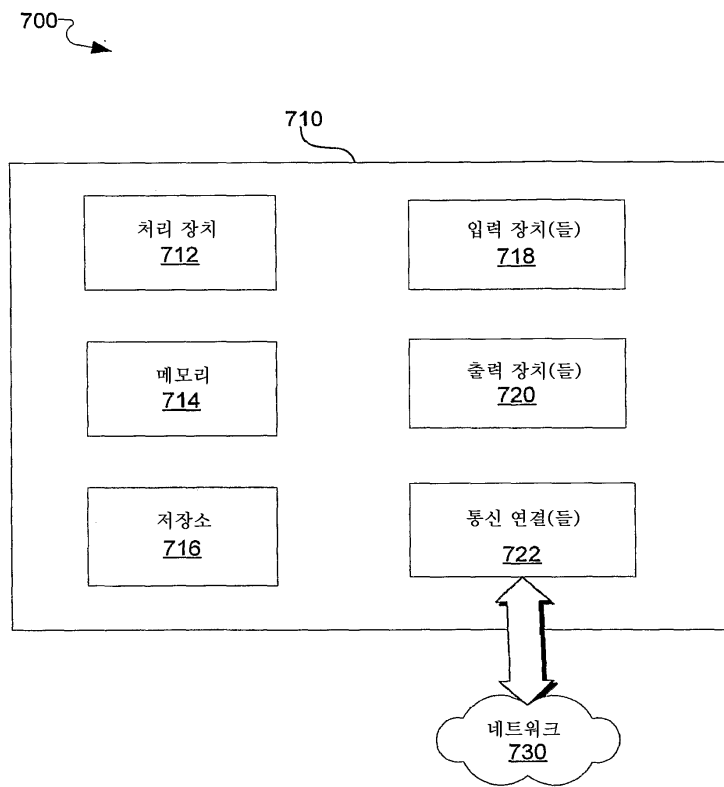 700
710
처리 장치
712
입력 장치(들)
718
메모리
714
출력 장치(들)
720
저장소
716
통신 연결(들)
722
네트워크
730